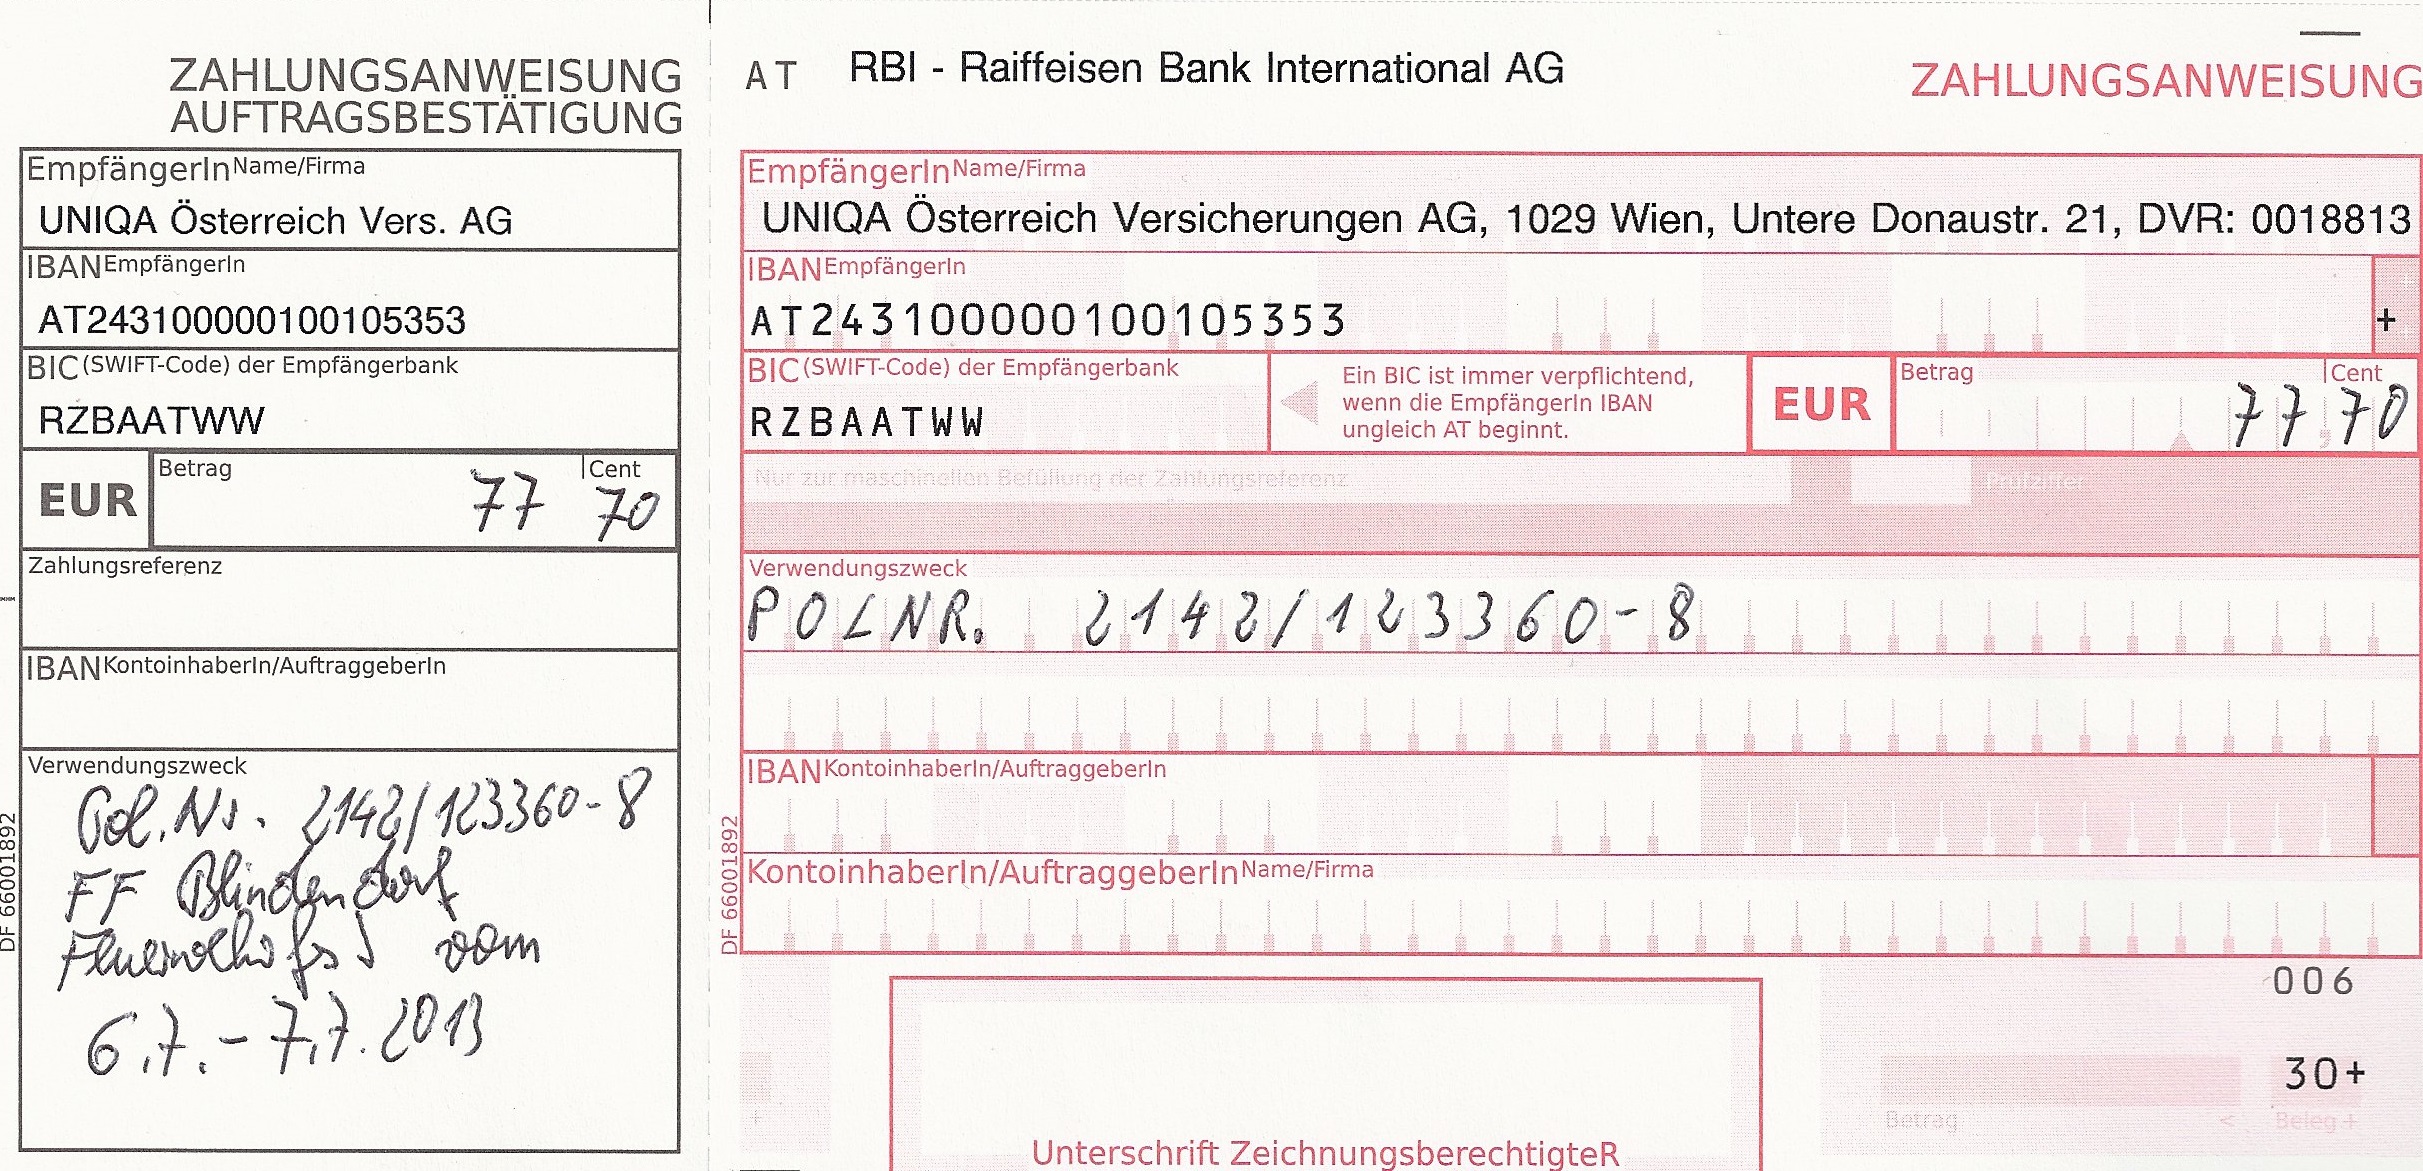 ZAHLUNGSANWEISUNG
AUFTRAGSBESTÄTIGUNG
EmpfängerIn Name/Firma
UNIQA Österreich Vers. AG
IBAN EmpfängerIn
AT243100000100105353
BIC (SWIFT-Code) der Empfängerbank
RZBAATWW
EUR Betrag 77 Cent 70
Zahlungsreferenz
IBAN KontoinhaberIn/AuftraggeberIn
Verwendungszweck
Pol. Nr. 2142/123360-8
FF Blindendorf
vom
6.7.-7.7.2013
DF 66001892
AT RBI - Raiffeisen Bank International AG
ZAHLUNGSANWEISUNG
EmpfängerIn Name/Firma
UNIQA Österreich Versicherungen AG, 1029 Wien, Untere Donaustr. 21, DVR: 0018813
IBAN EmpfängerIn
AT243100000100105353 +
BIC (SWIFT-Code) der Empfängerbank
RZBAATWW
Ein BIC ist immer verpflichtend,
wenn die EmpfängerIn IBAN
ungleich AT beginnt.
EUR Betrag 77 Cent 70
Nur zur maschinellen Befüllung der Zahlungsreferenz Prüfziffer
Verwendungszweck
POLNR. 2142/123360-8
IBAN KontoinhaberIn/AuftraggeberIn
KontoinhaberIn/AuftraggeberIn Name/Firma
DF 66001892
006
30+
+ Betrag < Beleg +
Unterschrift ZeichnungsberechtigteR